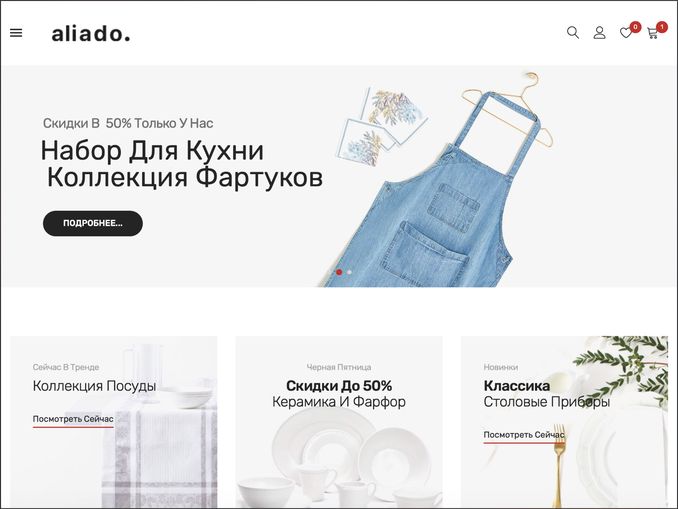 aliado.
0
1
Скидки В 50% Только У Нас
Набор Для Кухни
Коллекция Фартуков
ПОДРОБНЕЕ...
Сейчас В Тренде
Коллекция Посуды
Посмотреть Сейчас
Черная Пятница
Скидки До 50%
Керамика И Фарфор
Новинки
Классика
Столовые Приборы
Посмотреть Сейчас